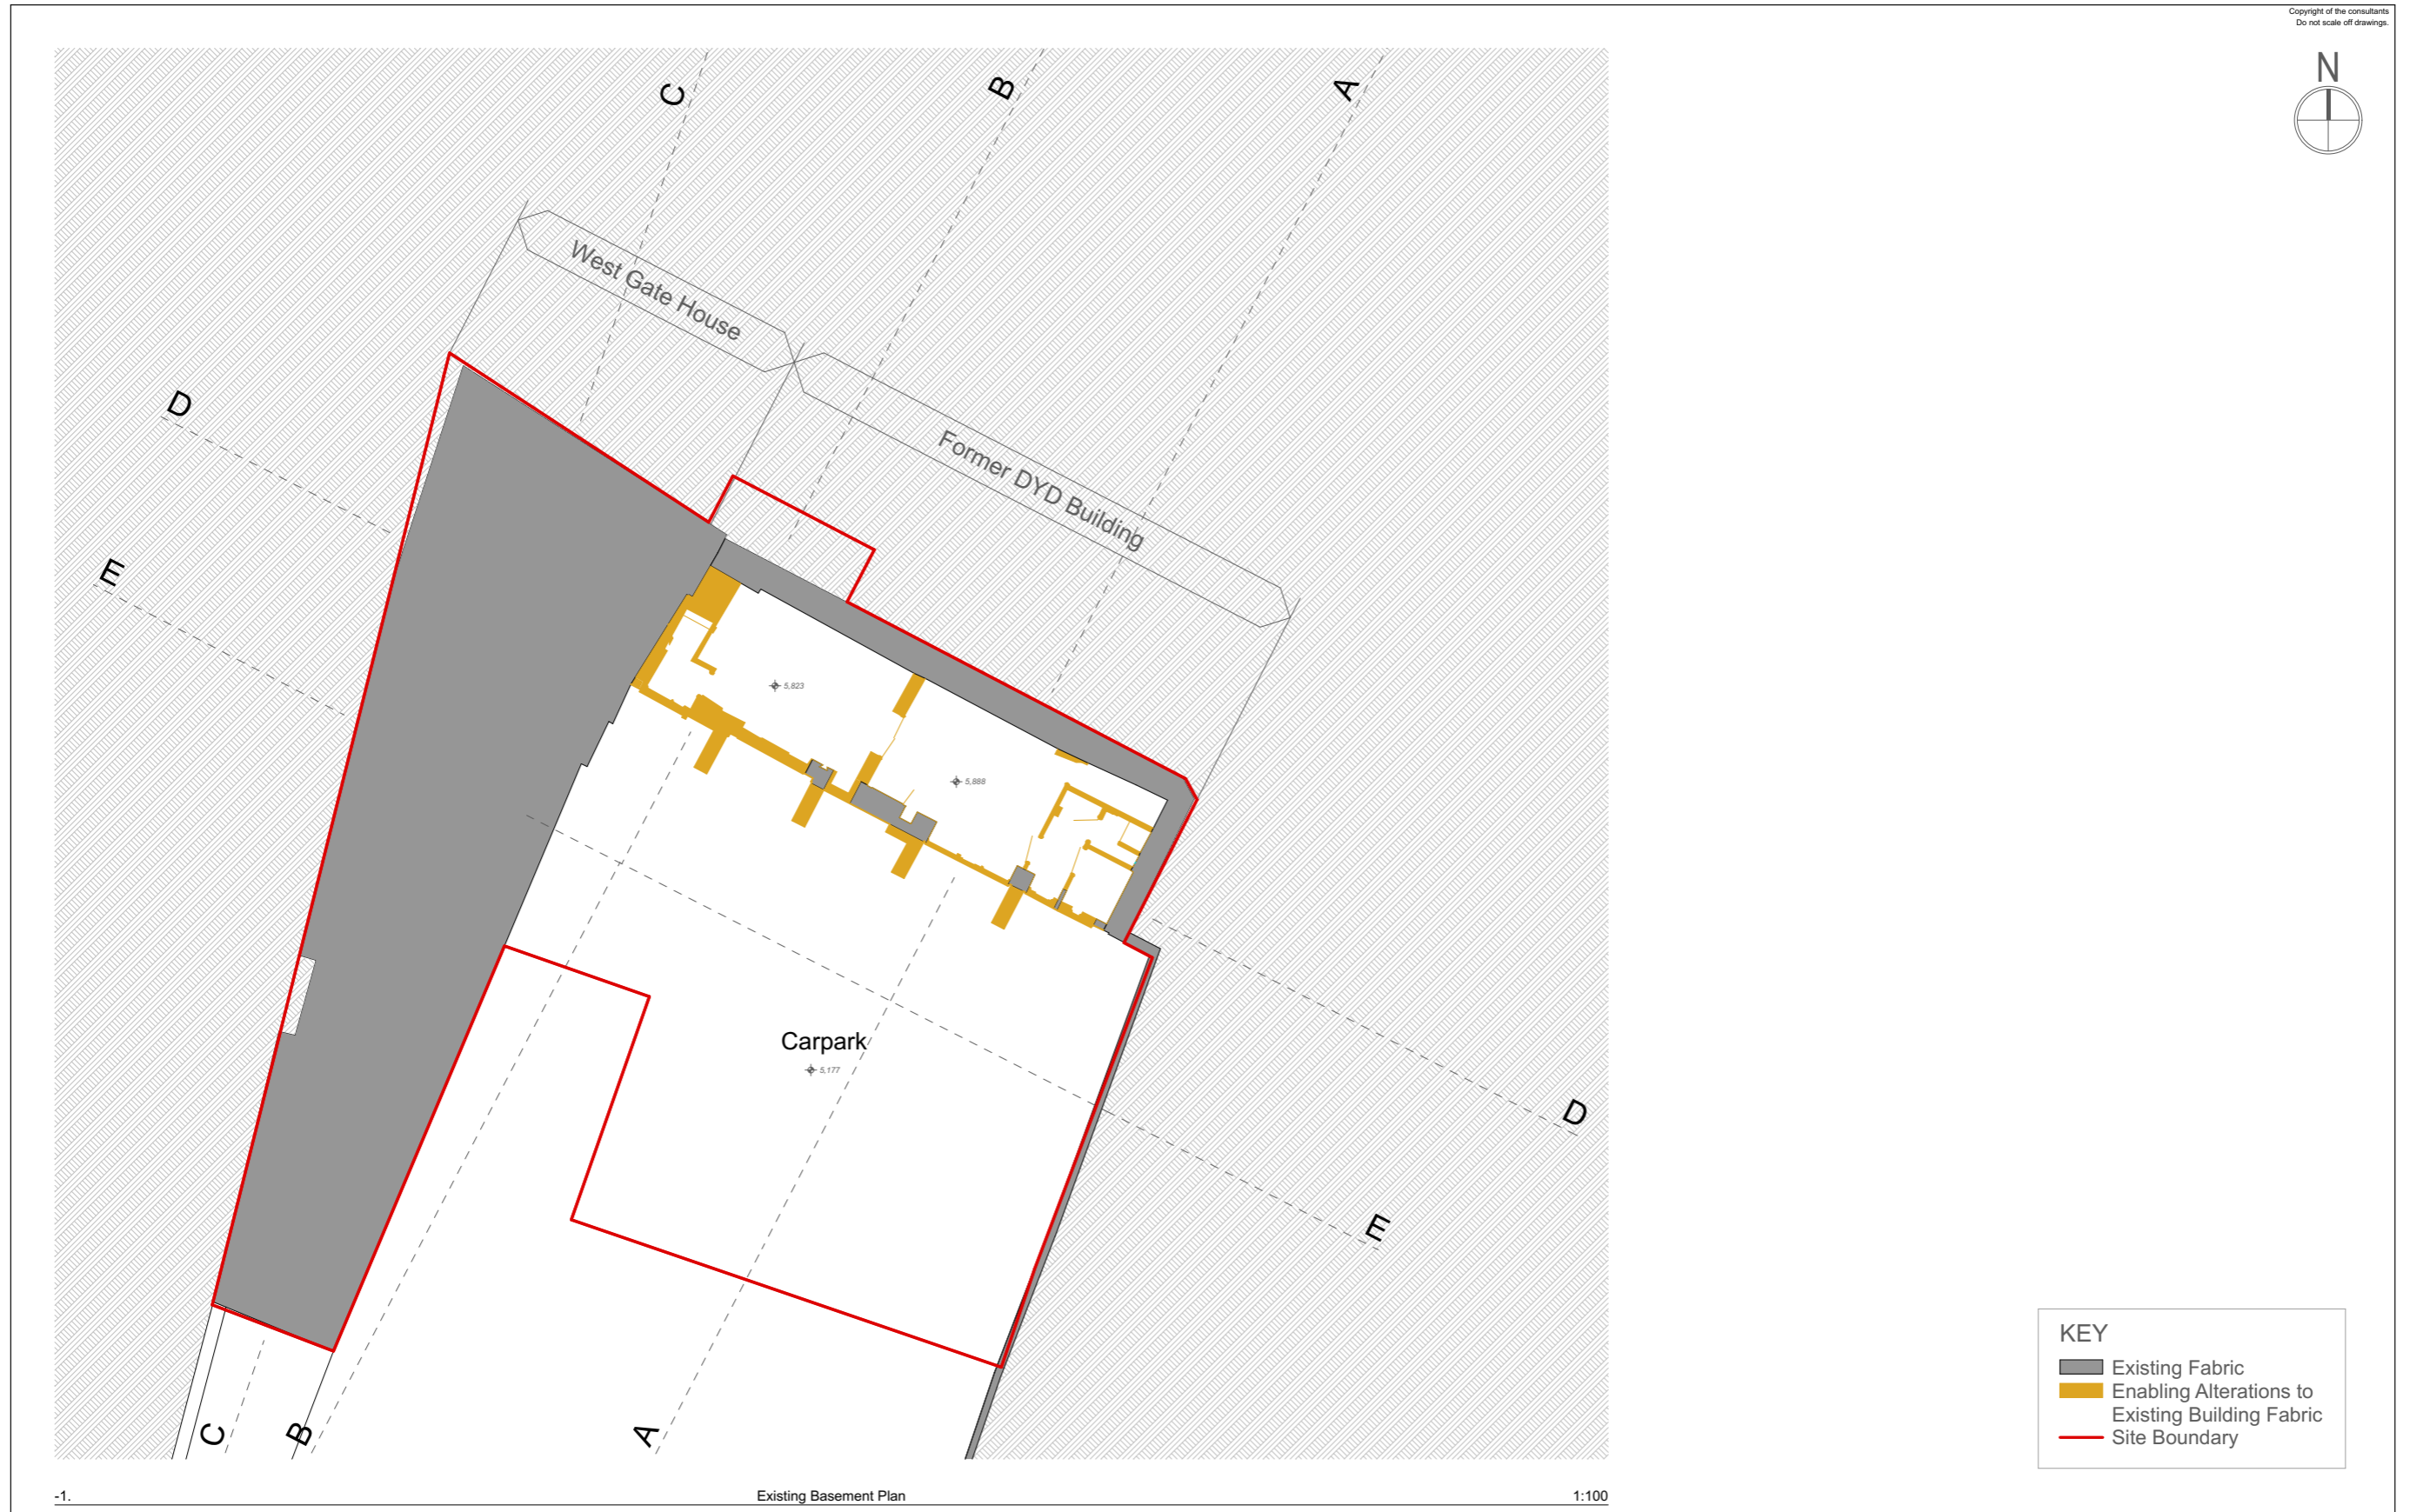 Copyright of the consultants
Do not scale off drawings.
N
C
B
A
West Gate House
D
Former DYD Building
E
5,823
5,888
Carpark
5,177
D
E
C
B
A
KEY
Existing Fabric
Enabling Alterations to
Existing Building Fabric
Site Boundary
-1.
Existing Basement Plan
1:100